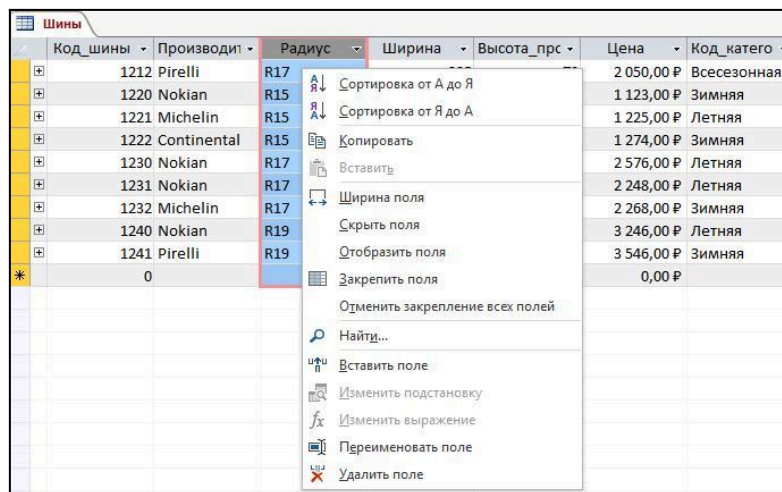 Шины
Код_шины Производит Радиус Ширина Высота_прс Цена Код_катего
1212 Pirelli R17 2 050,00 ₽ Всесезонная
1220 Nokian R15 1 123,00 ₽ Зимняя
1221 Michelin R15 1 225,00 ₽ Летняя
1222 Continental R15 1 274,00 ₽ Зимняя
1230 Nokian R17 2 576,00 ₽ Летняя
1231 Nokian R17 2 248,00 ₽ Летняя
1232 Michelin R17 2 268,00 ₽ Зимняя
1240 Nokian R19 3 246,00 ₽ Летняя
1241 Pirelli R19 3 546,00 ₽ Зимняя
0 0,00 ₽
Сортировка от А до Я
Сортировка от Я до А
Копировать
Вставить
Ширина поля
Скрыть поля
Отобразить поля
Закрепить поля
Отменить закрепление всех полей
Найти...
Вставить поле
Изменить подстановку
Изменить выражение
Переименовать поле
Удалить поле